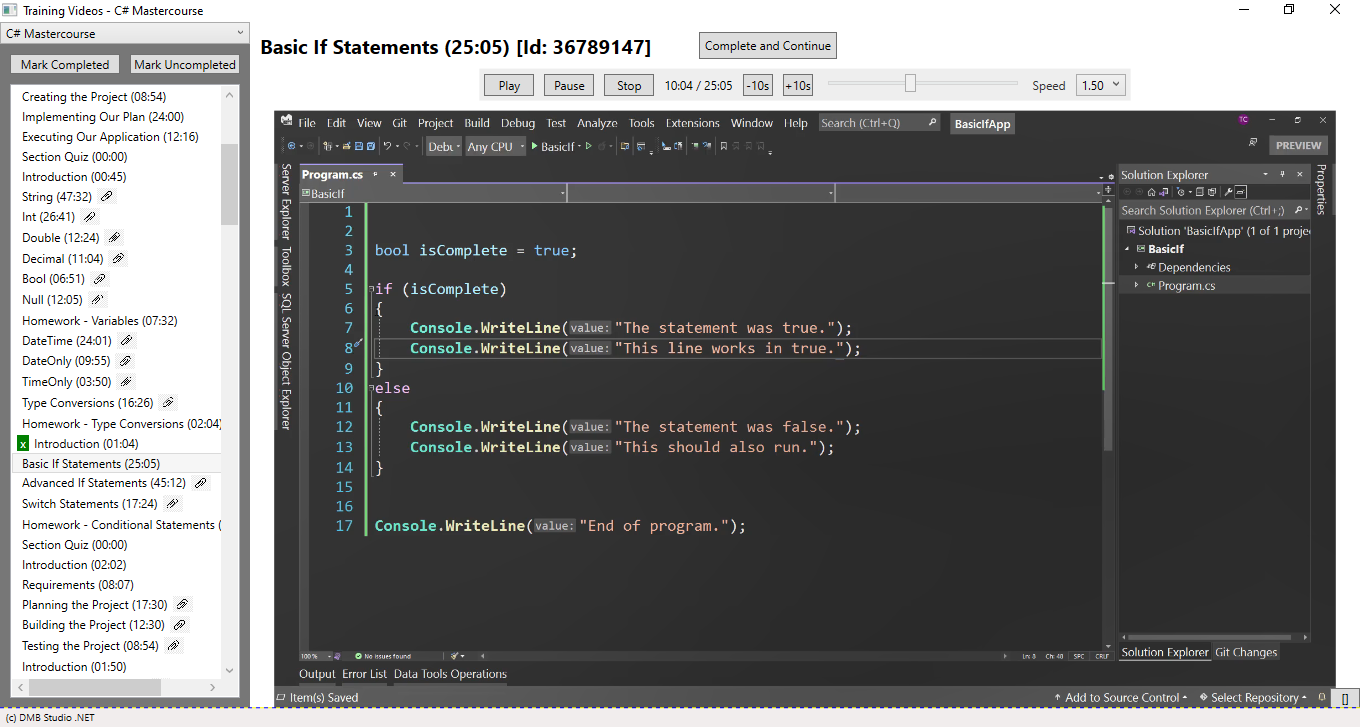 Training Videos - C# Mastercourse
C# Mastercourse
Mark Completed
Mark Uncompleted
Creating the Project (08:54)
Implementing Our Plan (24:00)
Executing Our Application (12:16)
Section Quiz (00:00)
Introduction (00:45)
String (47:32)
Int (26:41)
Double (12:24)
Decimal (11:04)
Bool (06:51)
Null (12:05)
Homework - Variables (07:32)
DateTime (24:01)
DateOnly (09:55)
TimeOnly (03:50)
Type Conversions (16:26)
Homework - Type Conversions (02:04)
x Introduction (01:04)
Basic If Statements (25:05)
Advanced If Statements (45:12)
Switch Statements (17:24)
Homework - Conditional Statements (
Section Quiz (00:00)
Introduction (02:02)
Requirements (08:07)
Planning the Project (17:30)
Building the Project (12:30)
Testing the Project (08:54)
Introduction (01:50)
(c) DMB Studio .NET
Basic If Statements (25:05) [Id: 36789147]
Complete and Continue
Play Pause Stop 10:04 / 25:05 -10s +10s Speed 1.50
File Edit View Git Project Build Debug Test Analyze Tools Extensions Window Help Search (Ctrl+Q) BasicIfApp TC
Debu Any CPU BasicIf PREVIEW
Server Explorer
Toolbox
SQL Server Object Explorer
Program.cs
BasicIf
1
2
3 bool isComplete = true;
4
5 if (isComplete)
6 {
7 Console.WriteLine(value: "The statement was true.");
8 Console.WriteLine(value: "This line works in true.");
9 }
10 else
11 {
12 Console.WriteLine(value: "The statement was false.");
13 Console.WriteLine(value: "This should also run.");
14 }
15
16
17 Console.WriteLine(value: "End of program.");
100 % No issues found Ln: 8 Ch: 48 SPC CRLF
Output Error List Data Tools Operations
Item(s) Saved
Solution Explorer
Search Solution Explorer (Ctrl+;)
Solution 'BasicIfApp' (1 of 1 proje
BasicIf
Dependencies
C# Program.cs
Solution Explorer Git Changes
Properties
Add to Source Control Select Repository
[]